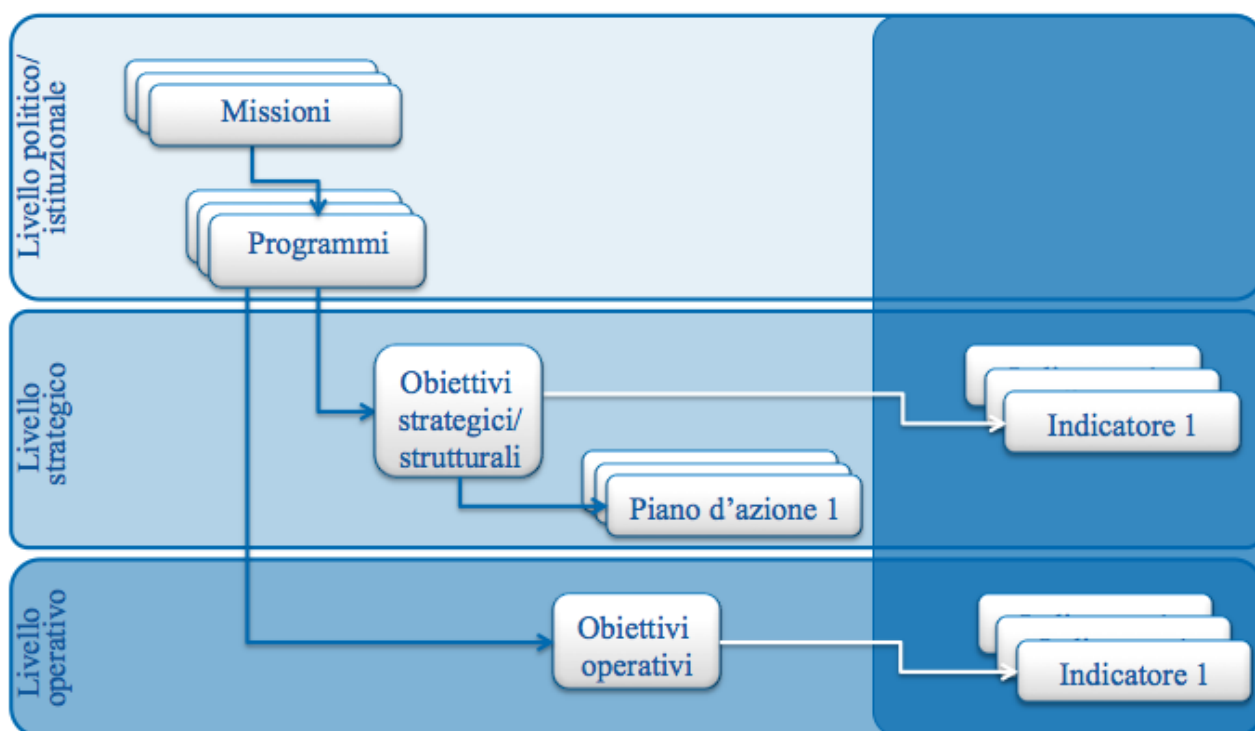 Livello politico/
istituzionale
Missioni
Programmi
Livello
strategico
Obiettivi
strategici/
strutturali
Indicatore 1
Piano d'azione 1
Livello
operativo
Obiettivi
operativi
Indicatore 1